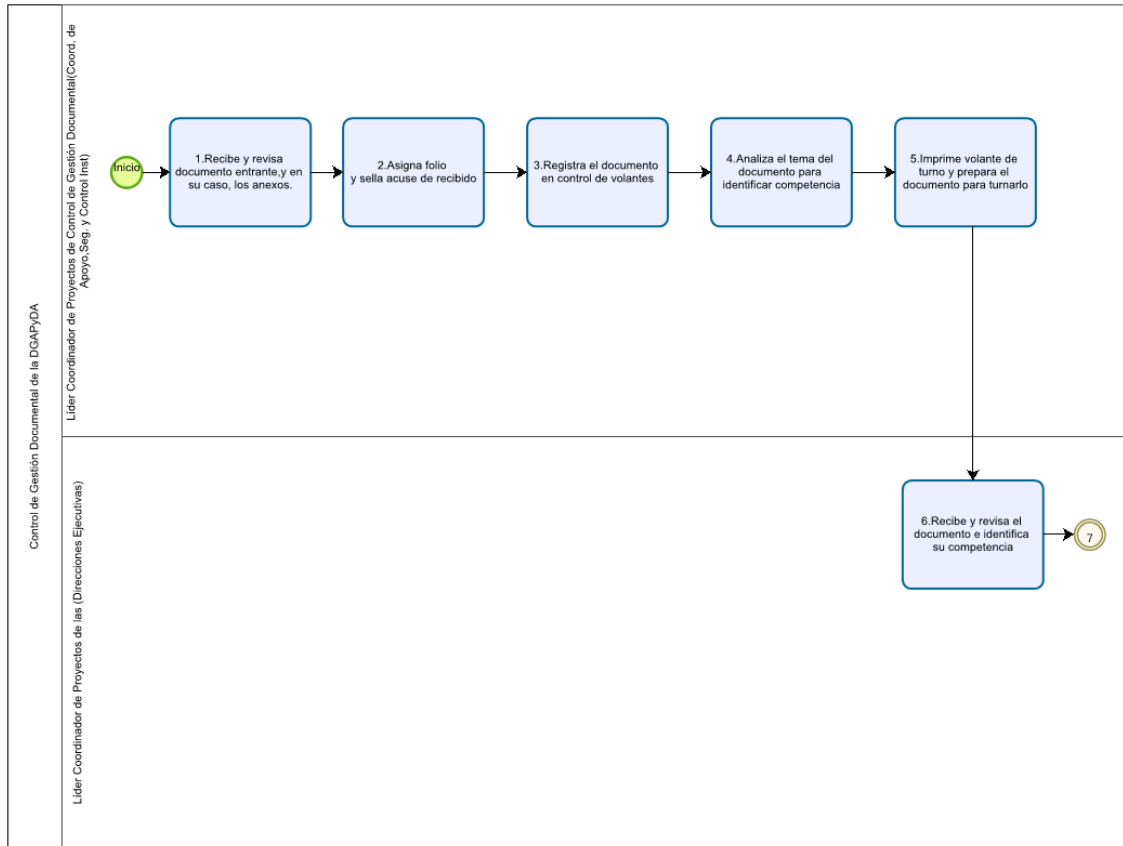 Control de Gestión Documental de la DGAPyDA
Líder Coordinador de Proyectos de Control de Gestión Documental(Coord. de
Apoyo,Seg. y Control Inst)
Inicio
1.Recibe y revisa
documento entrante,y en
su caso, los anexos.
2.Asigna folio
y sella acuse de recibido
3.Registra el documento
en control de volantes
4.Analiza el tema del
documento para
identificar competencia
5.Imprime volante de
turno y prepara el
documento para turnarlo
Líder Coordinador de Proyectos de las (Direcciones Ejecutivas)
6.Recibe y revisa el
documento e identifica
su competencia
7